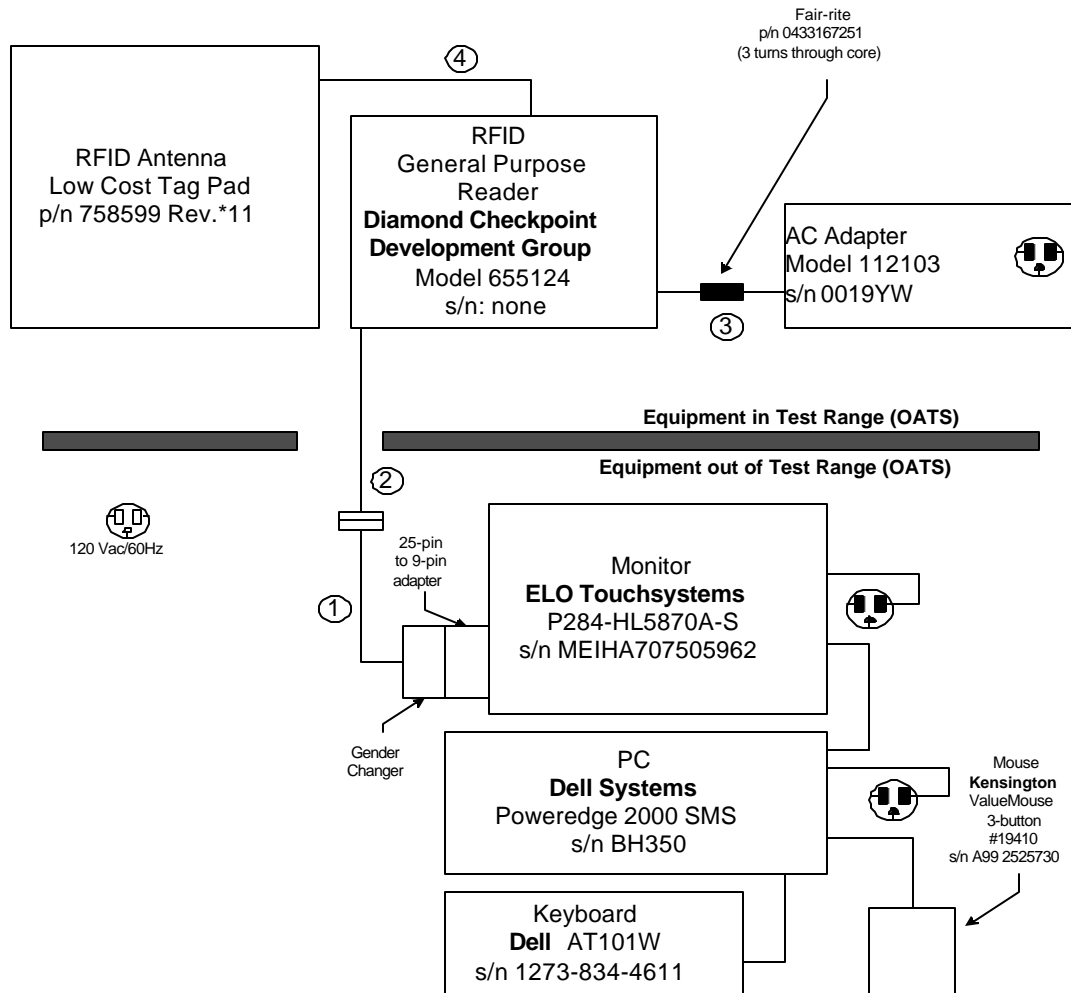 Fair-rite
p/n 0433167251
(3 turns through core)
4
RFID Antenna
Low Cost Tag Pad
p/n 758599 Rev.*11
RFID
General Purpose
Reader
Diamond Checkpoint
Development Group
Model 655124
s/n: none
AC Adapter
Model 112103
s/n 0019YW
3
Equipment in Test Range (OATS)
Equipment out of Test Range (OATS)
2
120 Vac/60Hz
25-pin
to 9-pin
adapter
1
Monitor
ELO Touchsystems
P284-HL5870A-S
s/n MEIHA707505962
Gender
Changer
PC
Dell Systems
Poweredge 2000 SMS
s/n BH350
Mouse
Kensington
ValueMouse
3-button
#19410
s/n A99 2525730
Keyboard
Dell AT101W
s/n 1273-834-4611